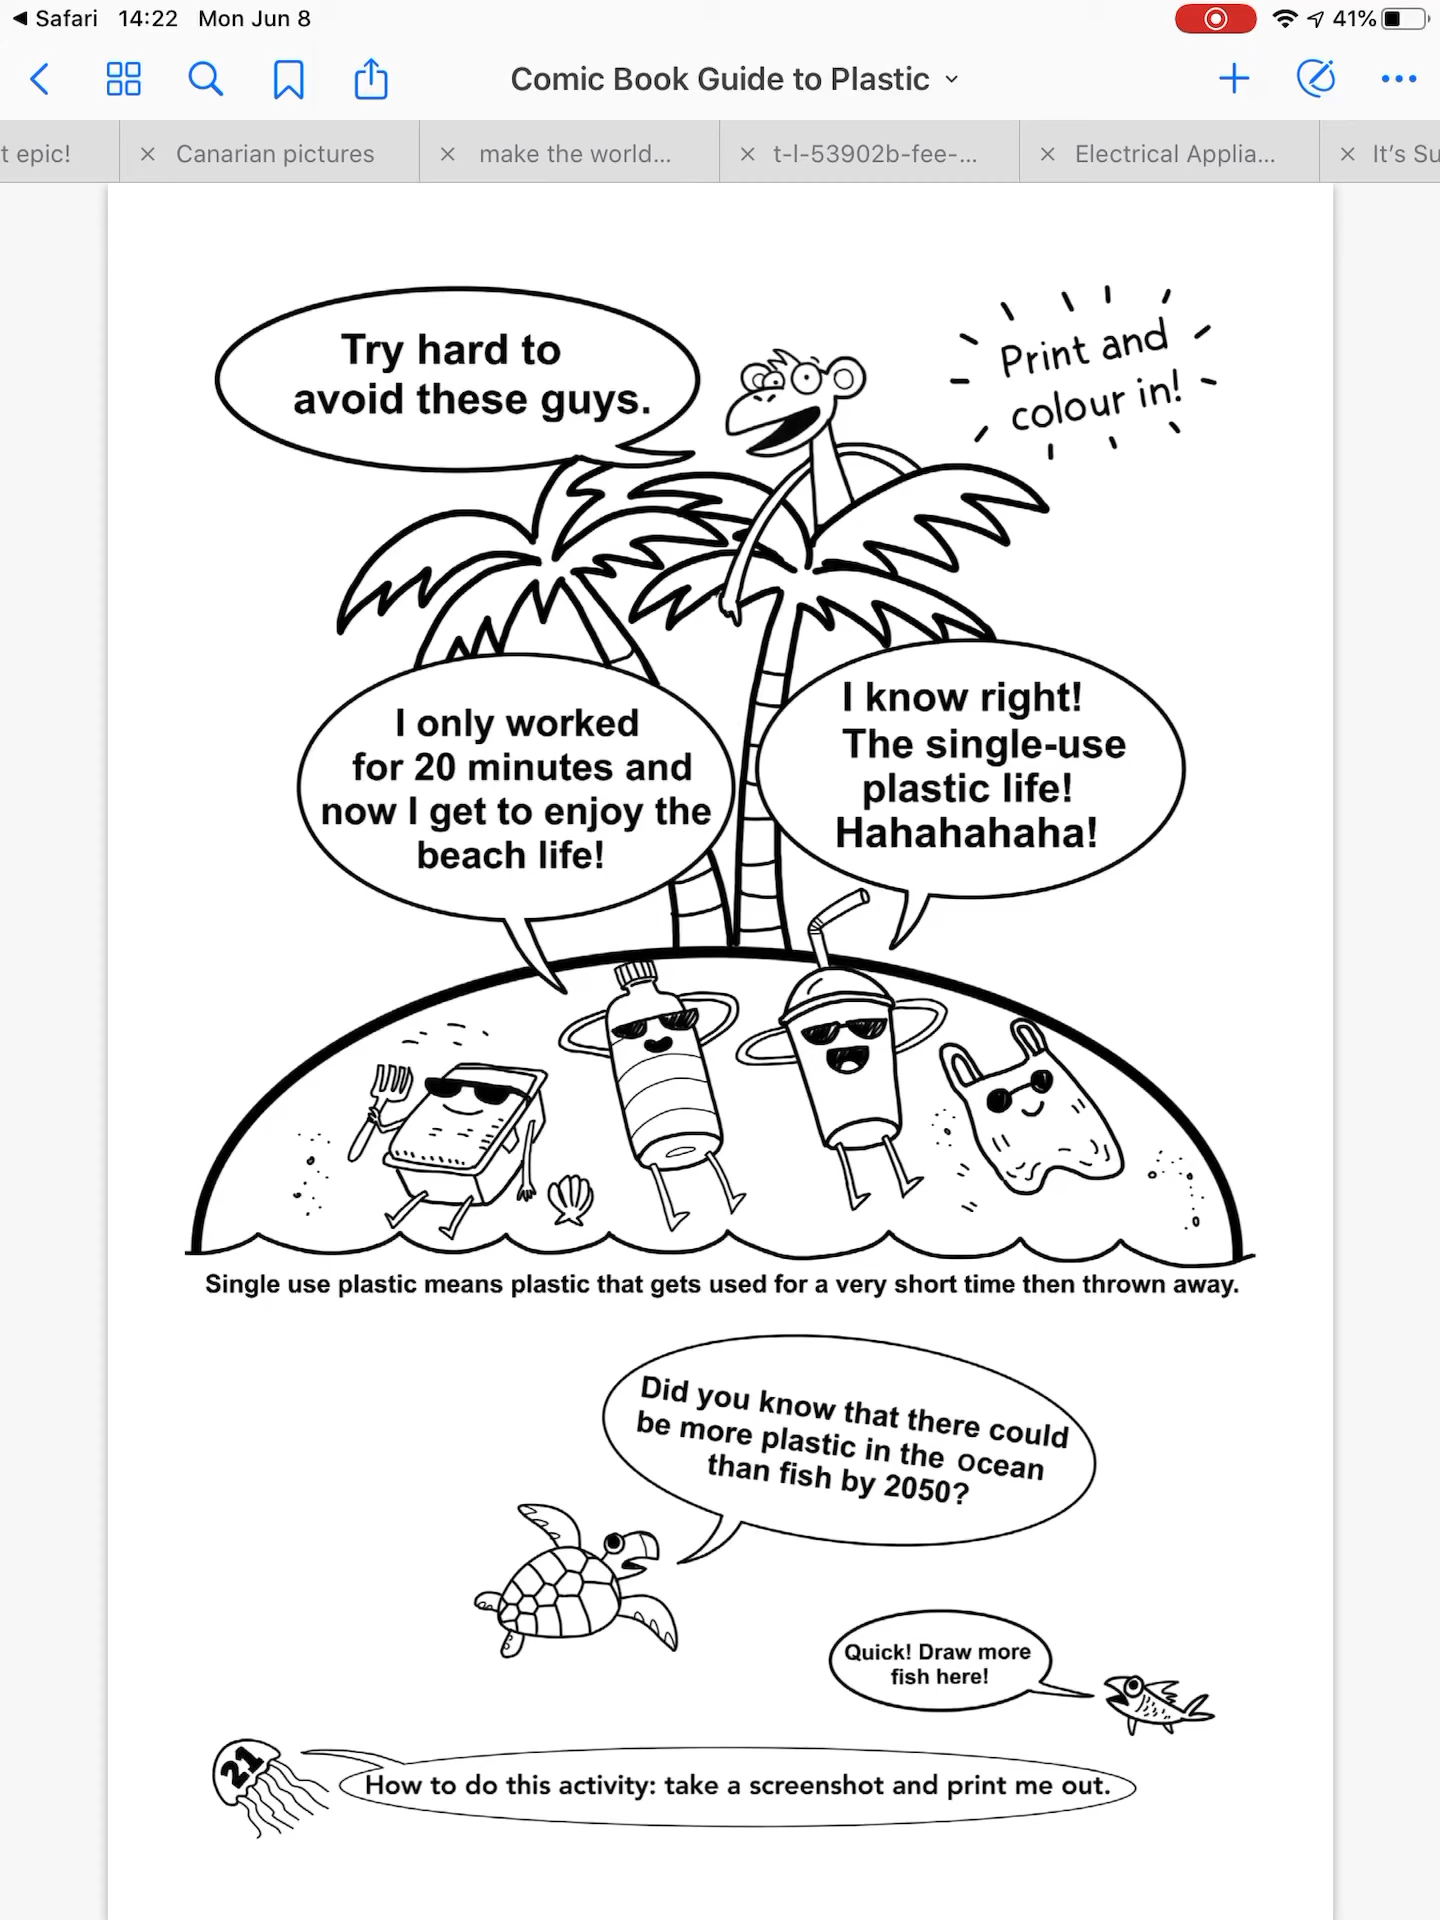 Safari 14:22 Mon Jun 8
41%
Comic Book Guide to Plastic
t epic!
Canarian pictures
make the world...
t-l-53902b-fee-...
Electrical Applia...
It’s Su
Try hard to
avoid these guys.
Print and
colour in!
I only worked
for 20 minutes and
now I get to enjoy the
beach life!
I know right!
The single-use
plastic life!
Hahahahaha!
Single use plastic means plastic that gets used for a very short time then thrown away.
Did you know that there could
be more plastic in the ocean
than fish by 2050?
Quick! Draw more
fish here!
21
How to do this activity: take a screenshot and print me out.